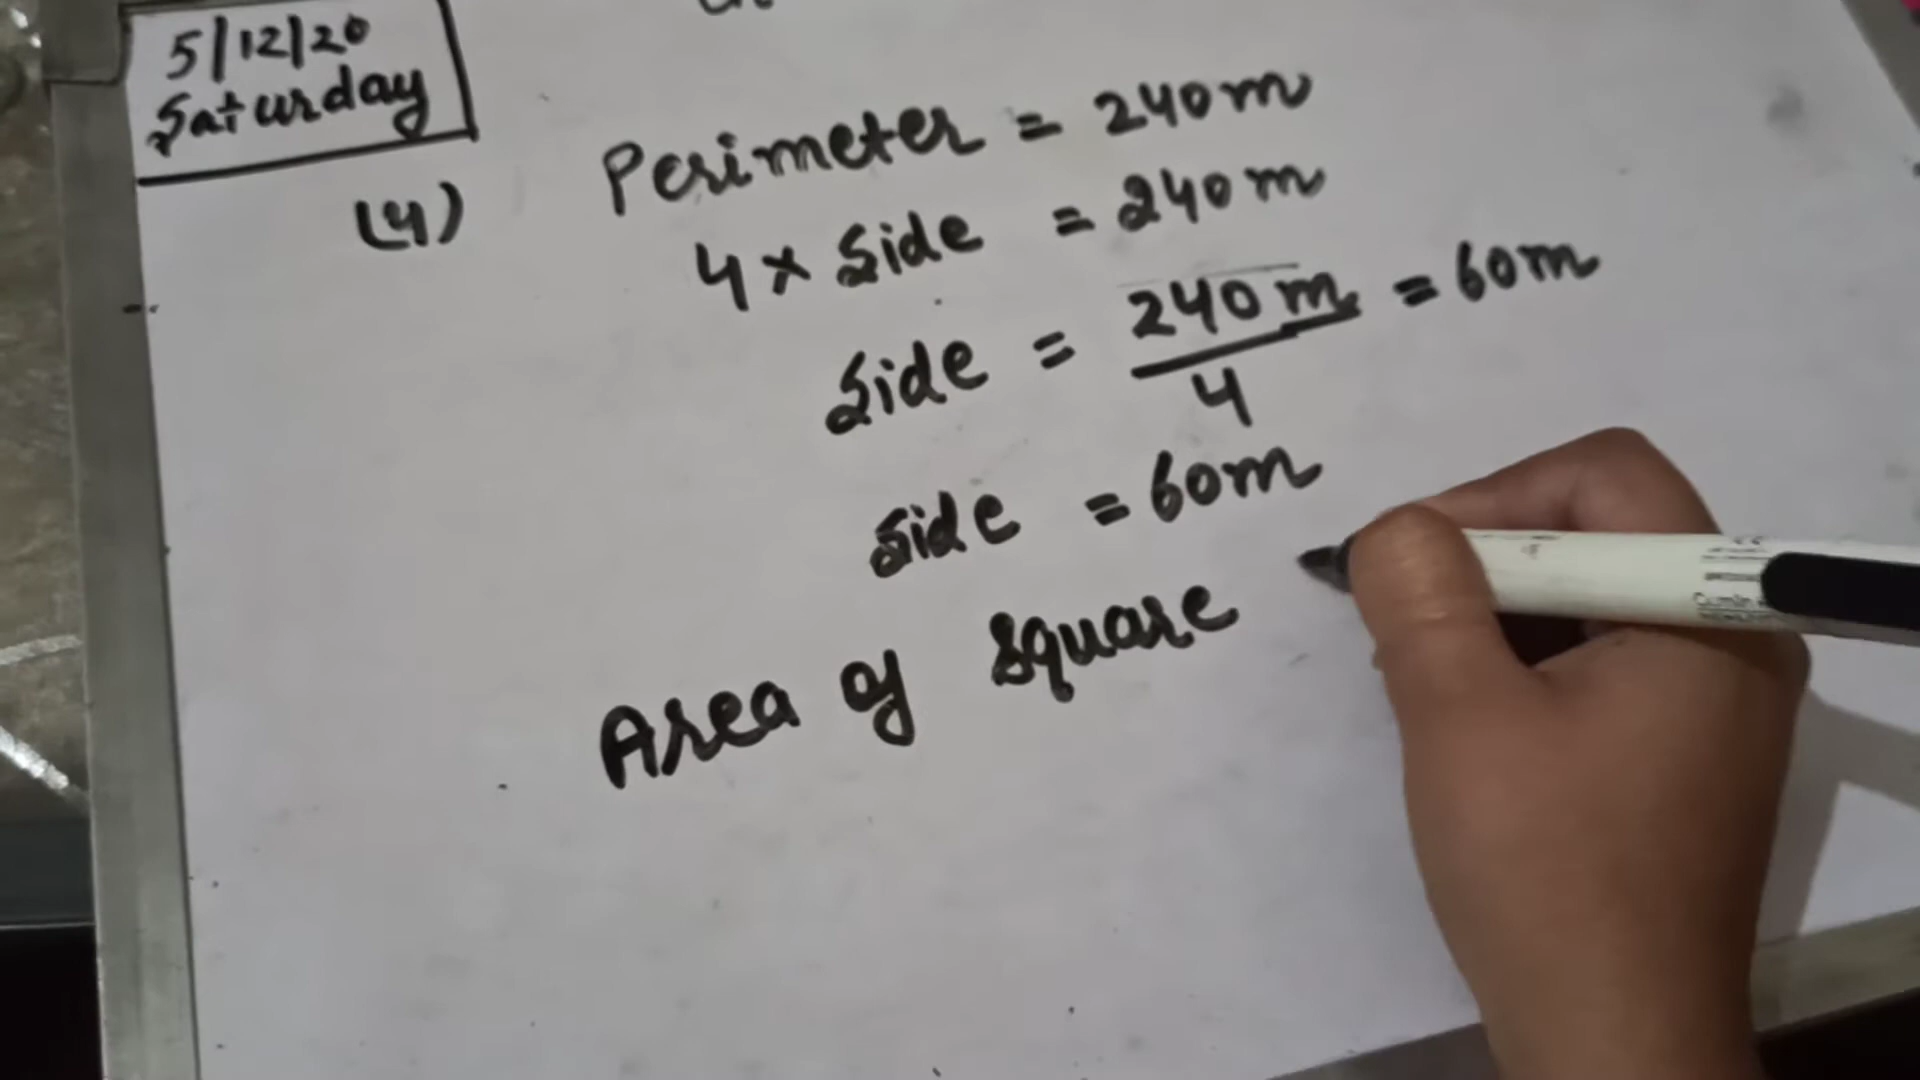 5/12/20
Saturday
(4)
Perimeter = 240m
4 × Side = 240m
Side = 240m/4 = 60m
Side = 60m
Area of Square